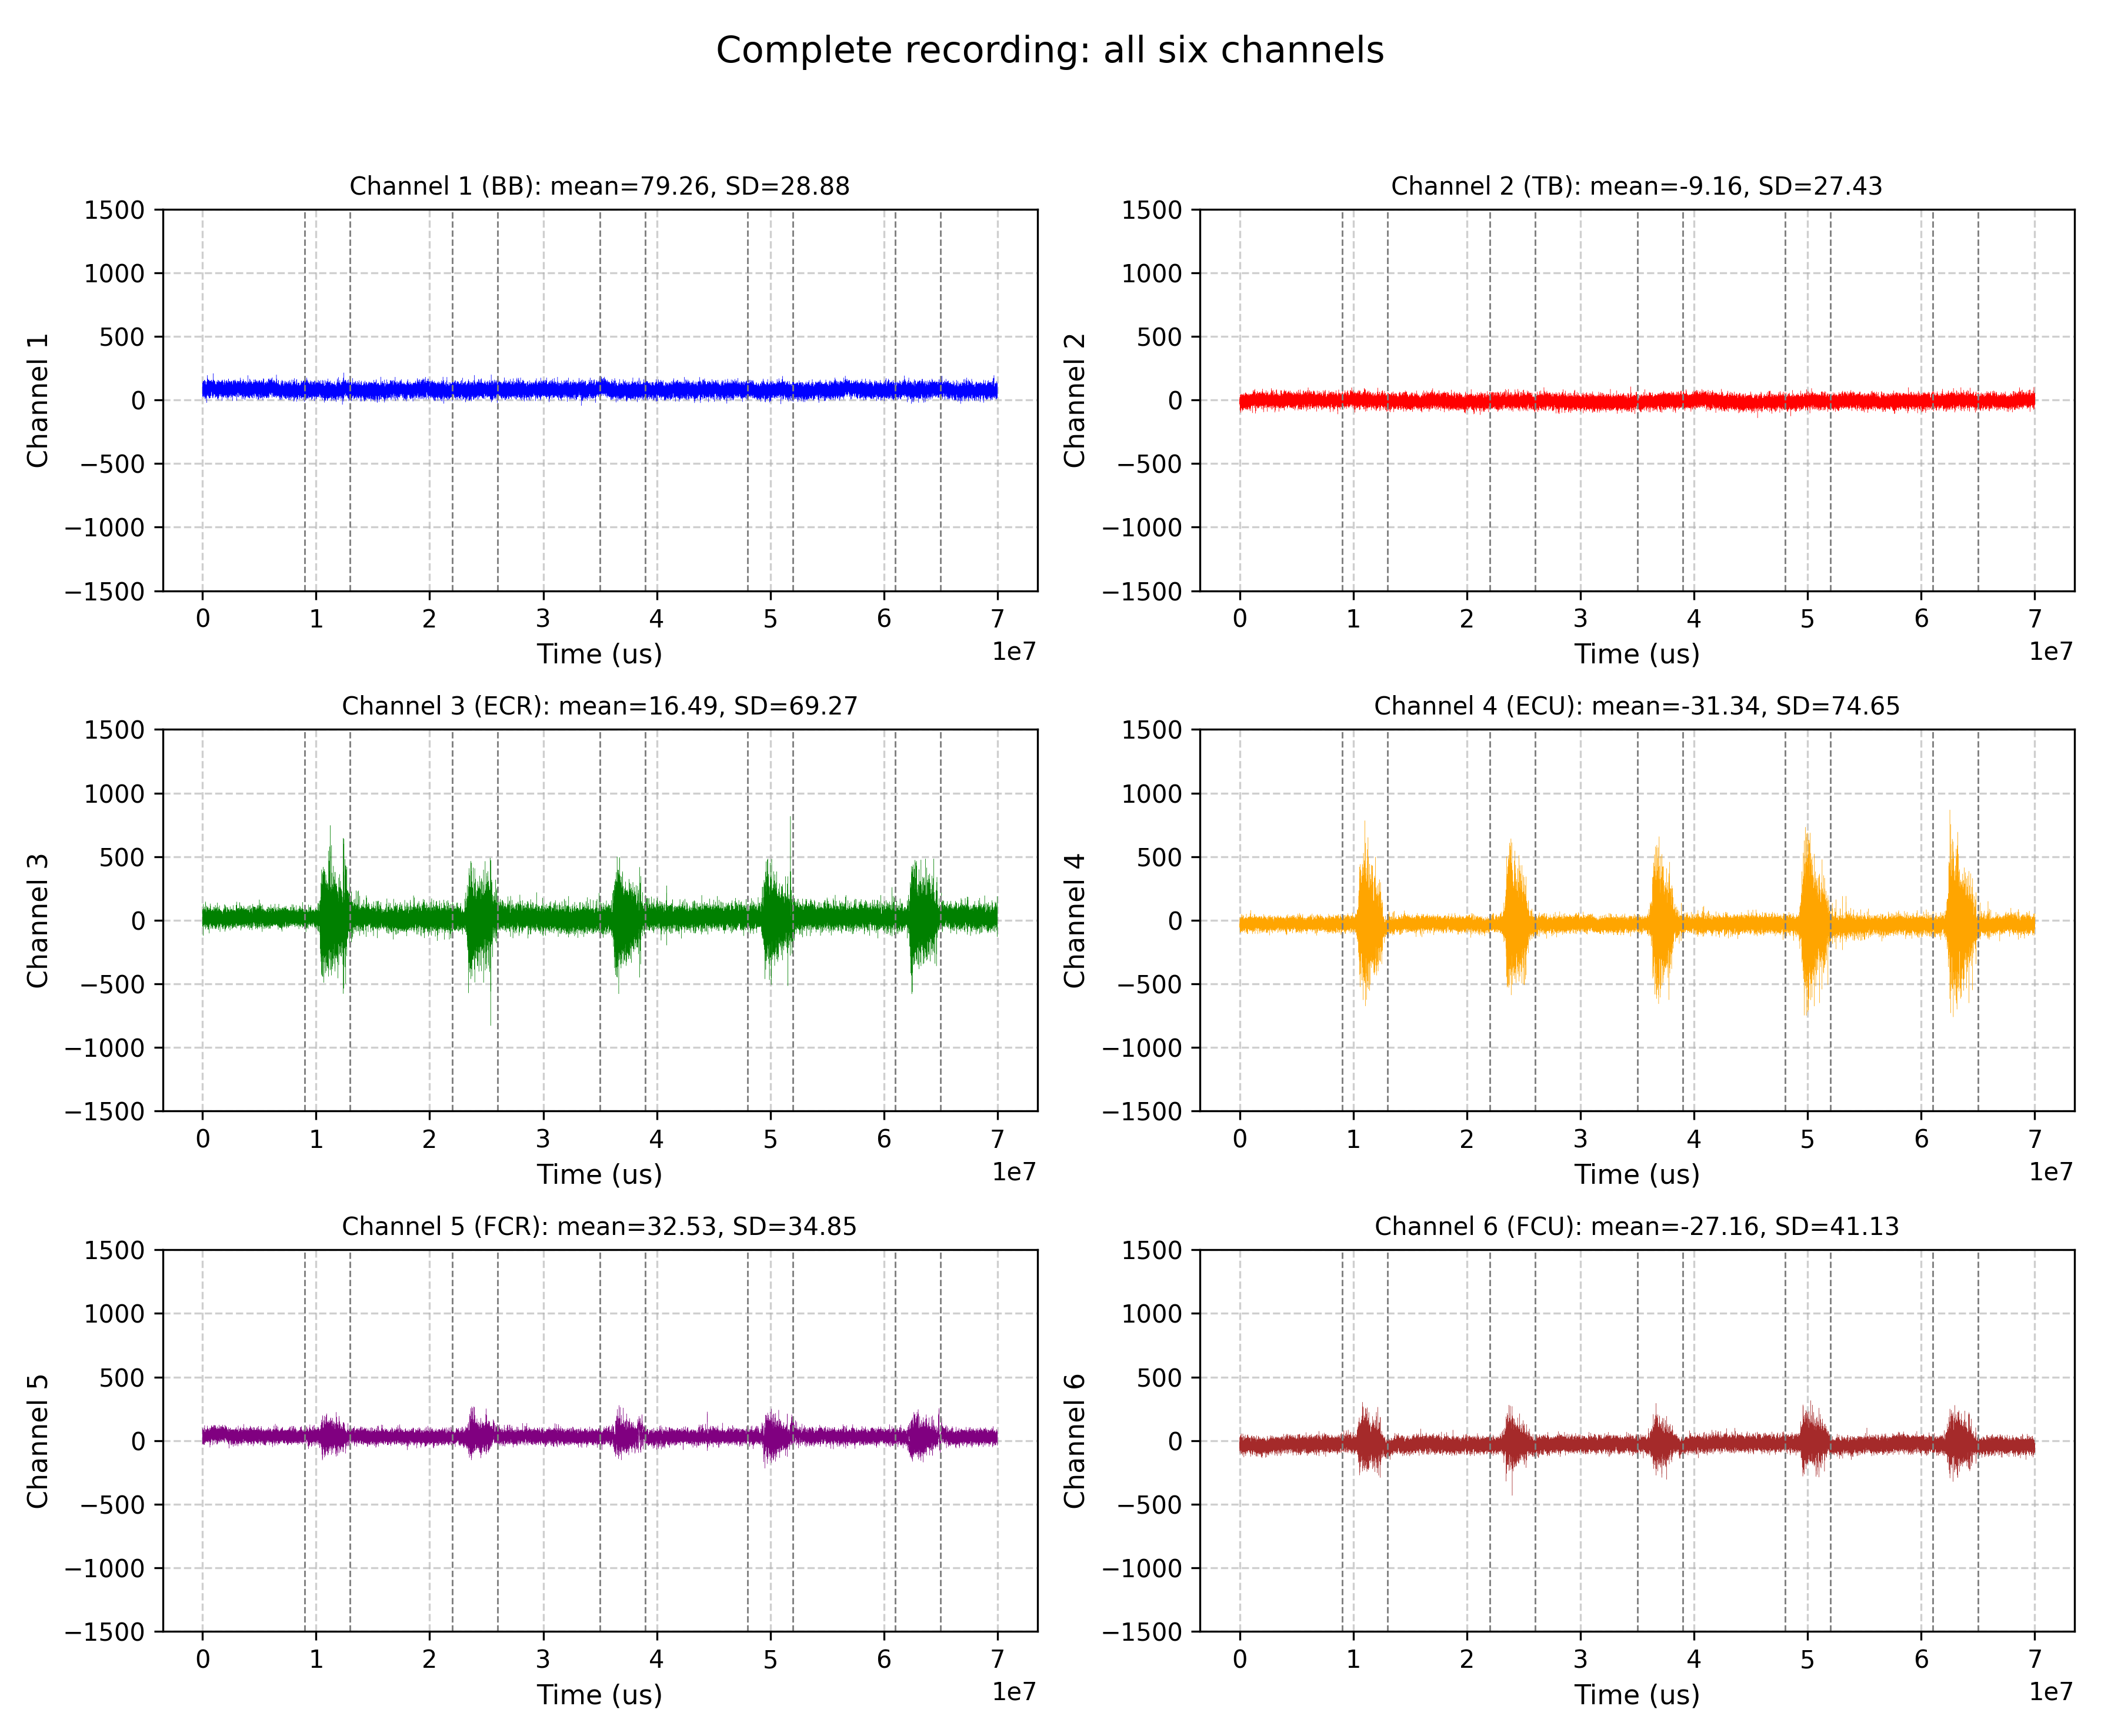 Complete recording: all six channels
Channel 1 (BB): mean=79.26, SD=28.88
1500
1000
500
0
−500
−1000
−1500
Channel 1
0 1 2 3 4 5 6 7
1e7
Time (us)
Channel 2 (TB): mean=-9.16, SD=27.43
1500
1000
500
0
−500
−1000
−1500
Channel 2
0 1 2 3 4 5 6 7
1e7
Time (us)
Channel 3 (ECR): mean=16.49, SD=69.27
1500
1000
500
0
−500
−1000
−1500
Channel 3
0 1 2 3 4 5 6 7
1e7
Time (us)
Channel 4 (ECU): mean=-31.34, SD=74.65
1500
1000
500
0
−500
−1000
−1500
Channel 4
0 1 2 3 4 5 6 7
1e7
Time (us)
Channel 5 (FCR): mean=32.53, SD=34.85
1500
1000
500
0
−500
−1000
−1500
Channel 5
0 1 2 3 4 5 6 7
1e7
Time (us)
Channel 6 (FCU): mean=-27.16, SD=41.13
1500
1000
500
0
−500
−1000
−1500
Channel 6
0 1 2 3 4 5 6 7
1e7
Time (us)